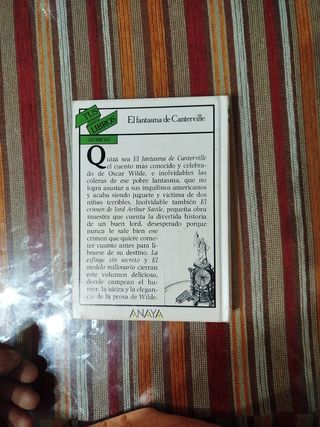 TUS
LIBROS
El fantasma de Canterville
Quizá sea El fantasma de Canterville
el cuento más conocido y celebra-
do de Oscar Wilde, e inolvidables las
cóleras de ese pobre fantasma, que no
logra asustar a sus inquilinos americanos
y acaba siendo juguete y víctima de dos
niños terribles. Inolvidable también El
crimen de lord Arthur Savile, pequeña obra
maestra que cuenta la divertida historia
de un buen lord, desesperado porque
nunca le sale bien ese
crimen que quiere come-
ter cuanto antes para li-
brarse de su destino. La
esfinge sin secreto y El
modelo millonario cierran
este volumen delicioso,
donde campean el hu-
mor, la sátira y la elegan-
cia de la prosa de Wilde.
ANAYA